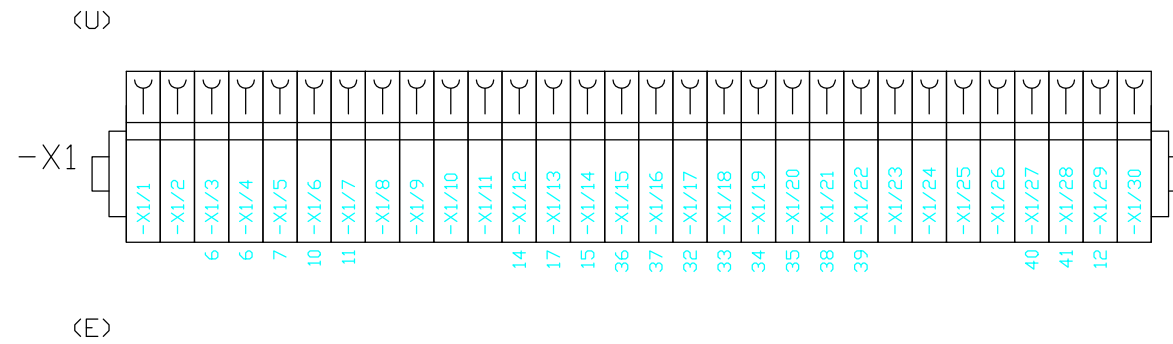 (U)
-X1
-X1/1
-X1/2
-X1/3
-X1/4
-X1/5
-X1/6
-X1/7
-X1/8
-X1/9
-X1/10
-X1/11
-X1/12
-X1/13
-X1/14
-X1/15
-X1/16
-X1/17
-X1/18
-X1/19
-X1/20
-X1/21
-X1/22
-X1/23
-X1/24
-X1/25
-X1/26
-X1/27
-X1/28
-X1/29
-X1/30
6
6
7
10
11
14
17
15
36
37
32
33
34
35
38
39
40
41
12
(E)